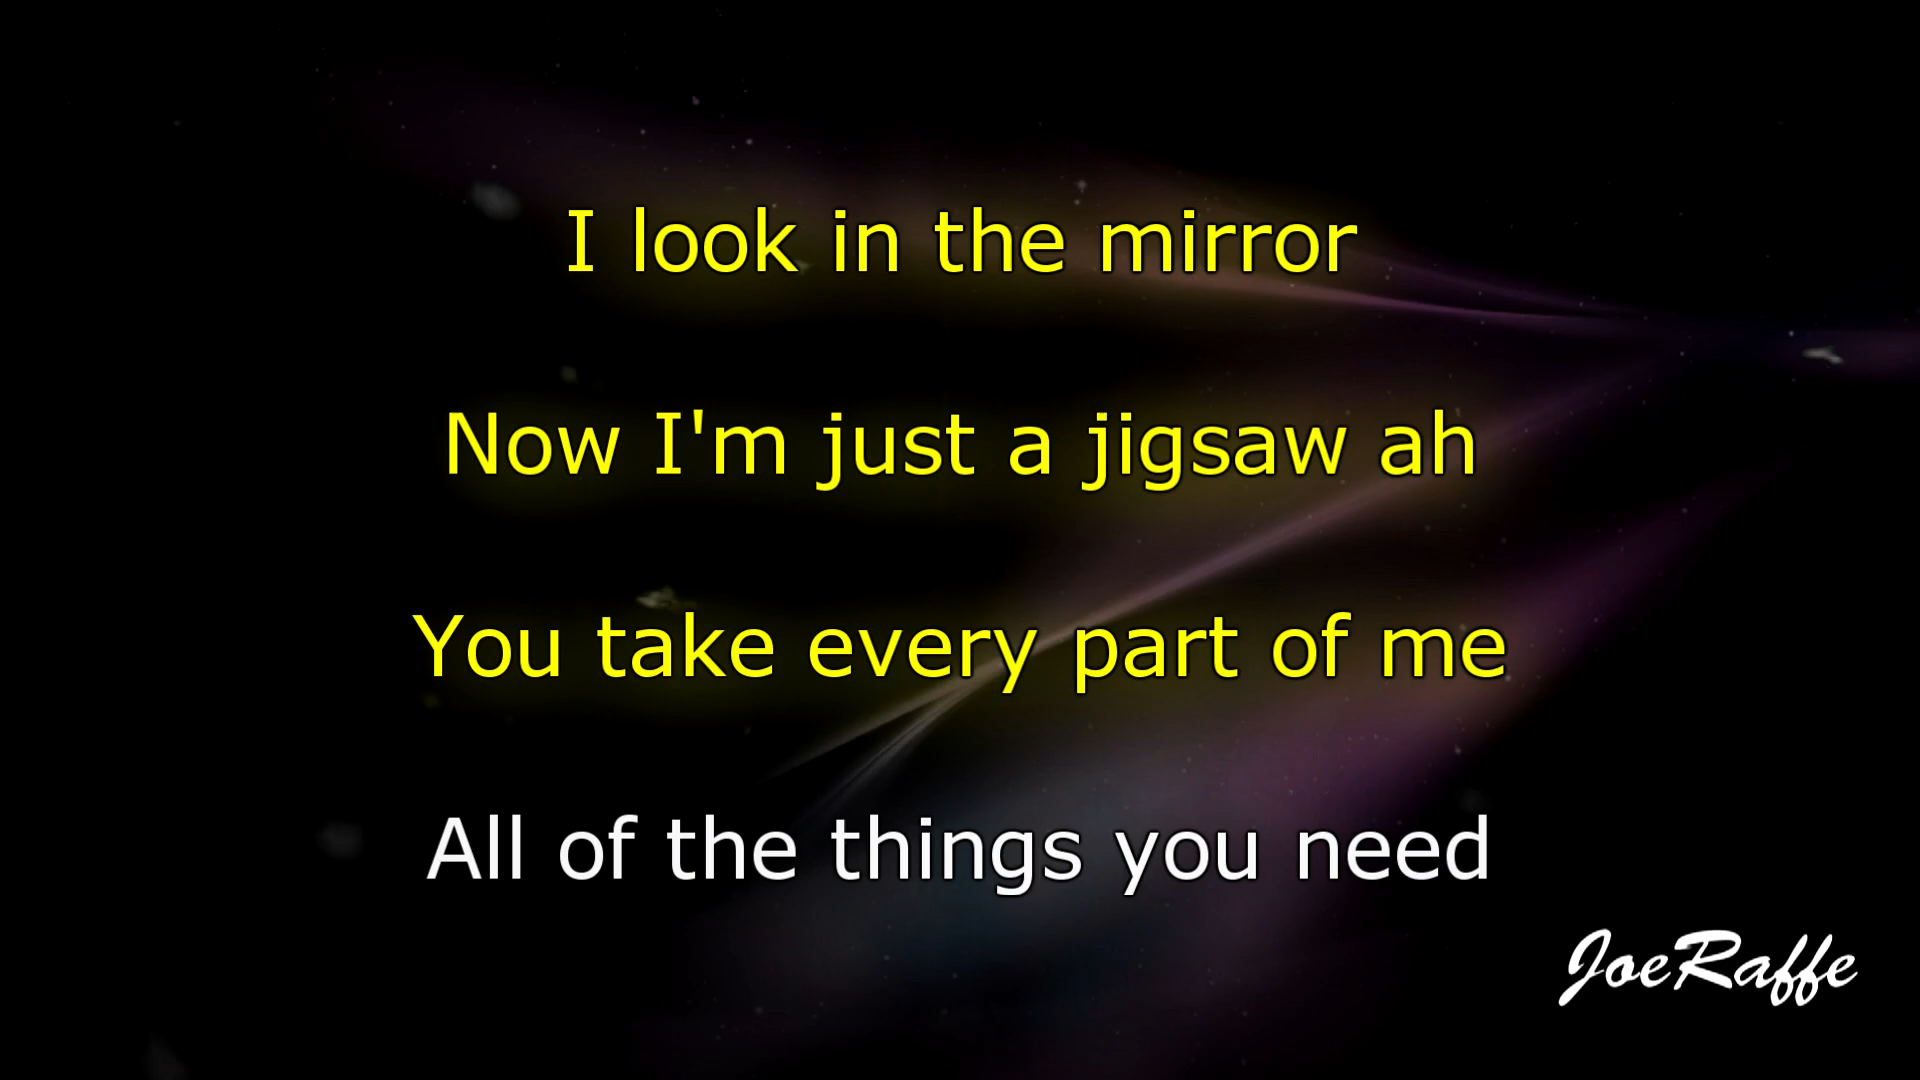 I look in the mirror
Now I'm just a jigsaw ah
You take every part of me
All of the things you need
JoeRaffe